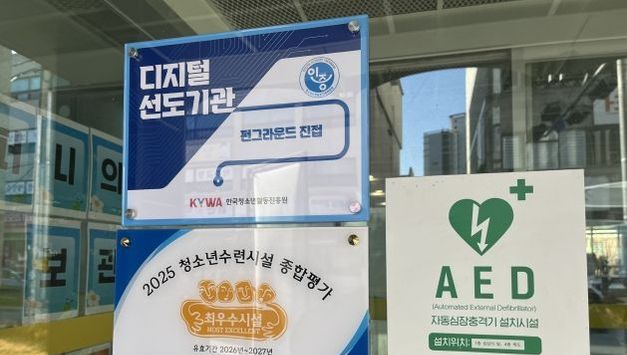 디지털
선도기관
인증
펀그라운드 진접
KYWA 한국청소년활동진흥원
2025 청소년수련시설 종합평가
최우수시설
MOST EXCELLENT
유효기간 2026년~2027년
AED
(Automated External Defibrillator)
자동심장충격기 설치시설
설치위치:
니 의
보 관